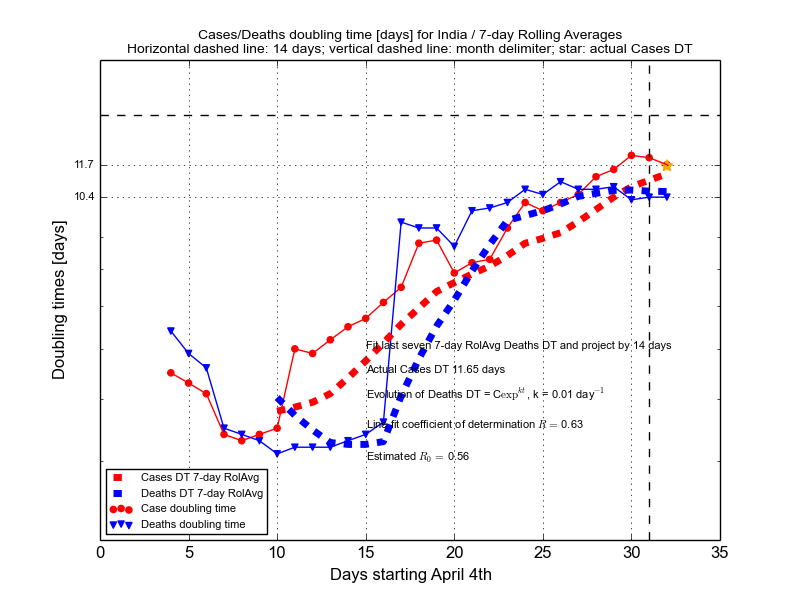 Cases/Deaths doubling time [days] for India / 7-day Rolling Averages
Horizontal dashed line: 14 days; vertical dashed line: month delimiter; star: actual Cases DT
11.7
10.4
Doubling times [days]
Fit last seven 7-day RolAvg Deaths DT and project by 14 days
Actual Cases DT 11.65 days
Evolution of Deaths DT = Cexp^{kt}, k = 0.01 day^{-1}
Line fit coefficient of determination R = 0.63
Estimated R_0 = 0.56
Cases DT 7-day RolAvg
Deaths DT 7-day RolAvg
Case doubling time
Deaths doubling time
0 5 10 15 20 25 30 35
Days starting April 4th